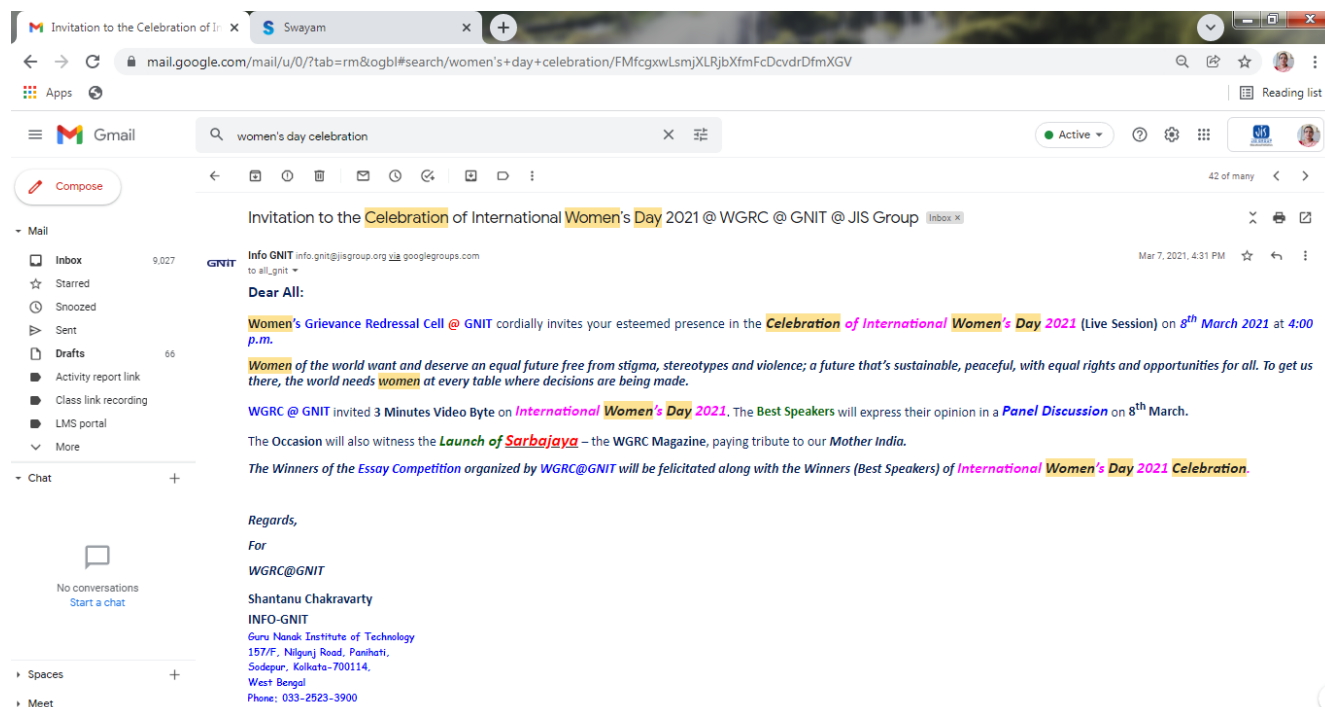 Invitation to the Celebration of In
Swayam
mail.google.com/mail/u/0/?tab=rm&ogbl#search/women's+day+celebration/FMfcgxwLsmjXLRjbXfmFcDcvdrDfmXGV
Apps
Reading list
Gmail
women's day celebration
Active
JIS GROUP
Compose
42 of many
Invitation to the Celebration of International Women's Day 2021 @ WGRC @ GNIT @ JIS Group Inbox ×
Mail
Inbox 9,027
Starred
Snoozed
Sent
Drafts 66
Activity report link
Class link recording
LMS portal
More
Chat
No conversations
Start a chat
Spaces
Meet
GNIT
Info GNIT info.gnit@jisgroup.org via googlegroups.com
Mar 7, 2021, 4:31 PM
to all_gnit
Dear All:
Women's Grievance Redressal Cell @ GNIT cordially invites your esteemed presence in the Celebration of International Women's Day 2021 (Live Session) on 8th March 2021 at 4:00
p.m.
Women of the world want and deserve an equal future free from stigma, stereotypes and violence; a future that's sustainable, peaceful, with equal rights and opportunities for all. To get us
there, the world needs women at every table where decisions are being made.
WGRC @ GNIT invited 3 Minutes Video Byte on International Women's Day 2021. The Best Speakers will express their opinion in a Panel Discussion on 8th March.
The Occasion will also witness the Launch of Sarbajaya – the WGRC Magazine, paying tribute to our Mother India.
The Winners of the Essay Competition organized by WGRC@GNIT will be felicitated along with the Winners (Best Speakers) of International Women's Day 2021 Celebration.
Regards,
For
WGRC@GNIT
Shantanu Chakravarty
INFO-GNIT
Guru Nanak Institute of Technology
157/F, Nilgunj Road, Panihati,
Sodepur, Kolkata-700114,
West Bengal
Phone: 033-2523-3900